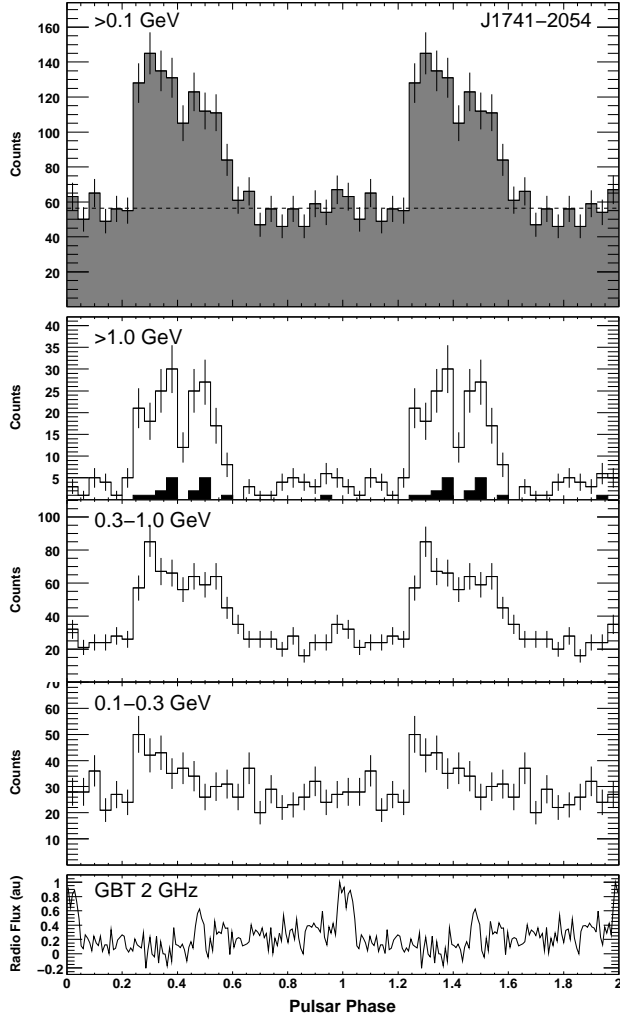 >0.1 GeV
J1741−2054
160
140
120
100
80
60
40
20
Counts
>1.0 GeV
40
35
30
25
20
15
10
5
Counts
0.3−1.0 GeV
100
80
60
40
20
Counts
0.1−0.3 GeV
70
60
50
40
30
20
10
Counts
GBT 2 GHz
1
0.8
0.6
0.4
0.2
0
−0.2
Radio Flux (au)
0 0.2 0.4 0.6 0.8 1 1.2 1.4 1.6 1.8 2
Pulsar Phase